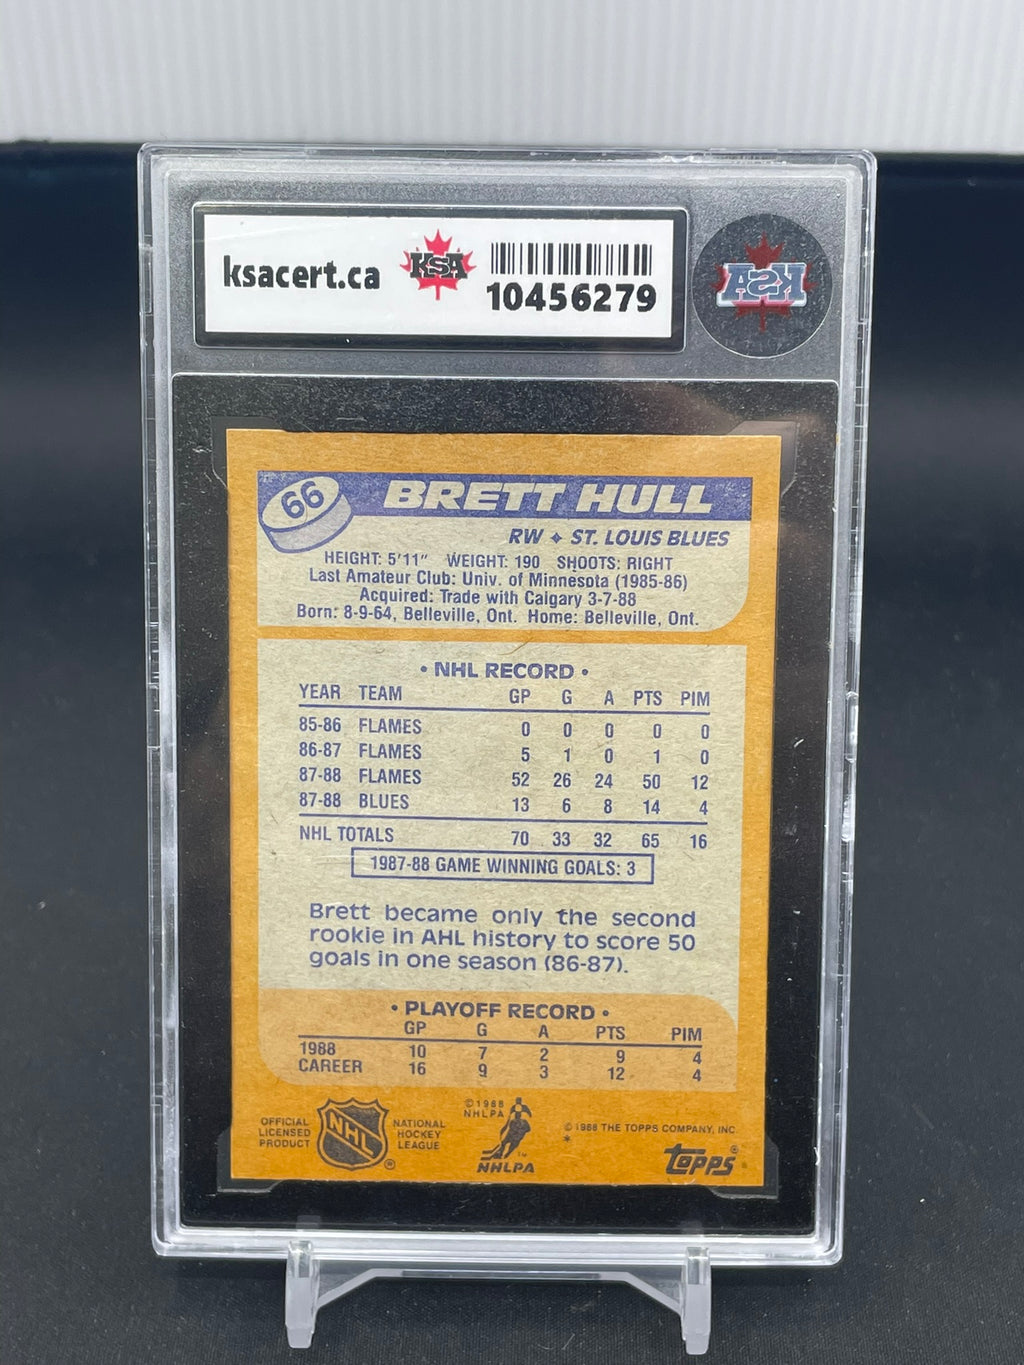 ksacert.ca KSA 10456279
KSA
66 BRETT HULL
RW ✦ ST. LOUIS BLUES
HEIGHT: 5'11" WEIGHT: 190 SHOOTS: RIGHT
Last Amateur Club: Univ. of Minnesota (1985-86)
Acquired: Trade with Calgary 3-7-88
Born: 8-9-64, Belleville, Ont. Home: Belleville, Ont.
• NHL RECORD •
YEAR TEAM GP G A PTS PIM
85-86 FLAMES 0 0 0 0 0
86-87 FLAMES 5 1 0 1 0
87-88 FLAMES 52 26 24 50 12
87-88 BLUES 13 6 8 14 4
NHL TOTALS 70 33 32 65 16
1987-88 GAME WINNING GOALS: 3
Brett became only the second
rookie in AHL history to score 50
goals in one season (86-87).
• PLAYOFF RECORD •
GP G A PTS PIM
1988 10 7 2 9 4
CAREER 16 9 3 12 4
OFFICIAL
LICENSED
PRODUCT
NHL ®
NATIONAL
HOCKEY
LEAGUE
©1988
NHLPA
TM
NHLPA
©1988 THE TOPPS COMPANY, INC.
*
topps®